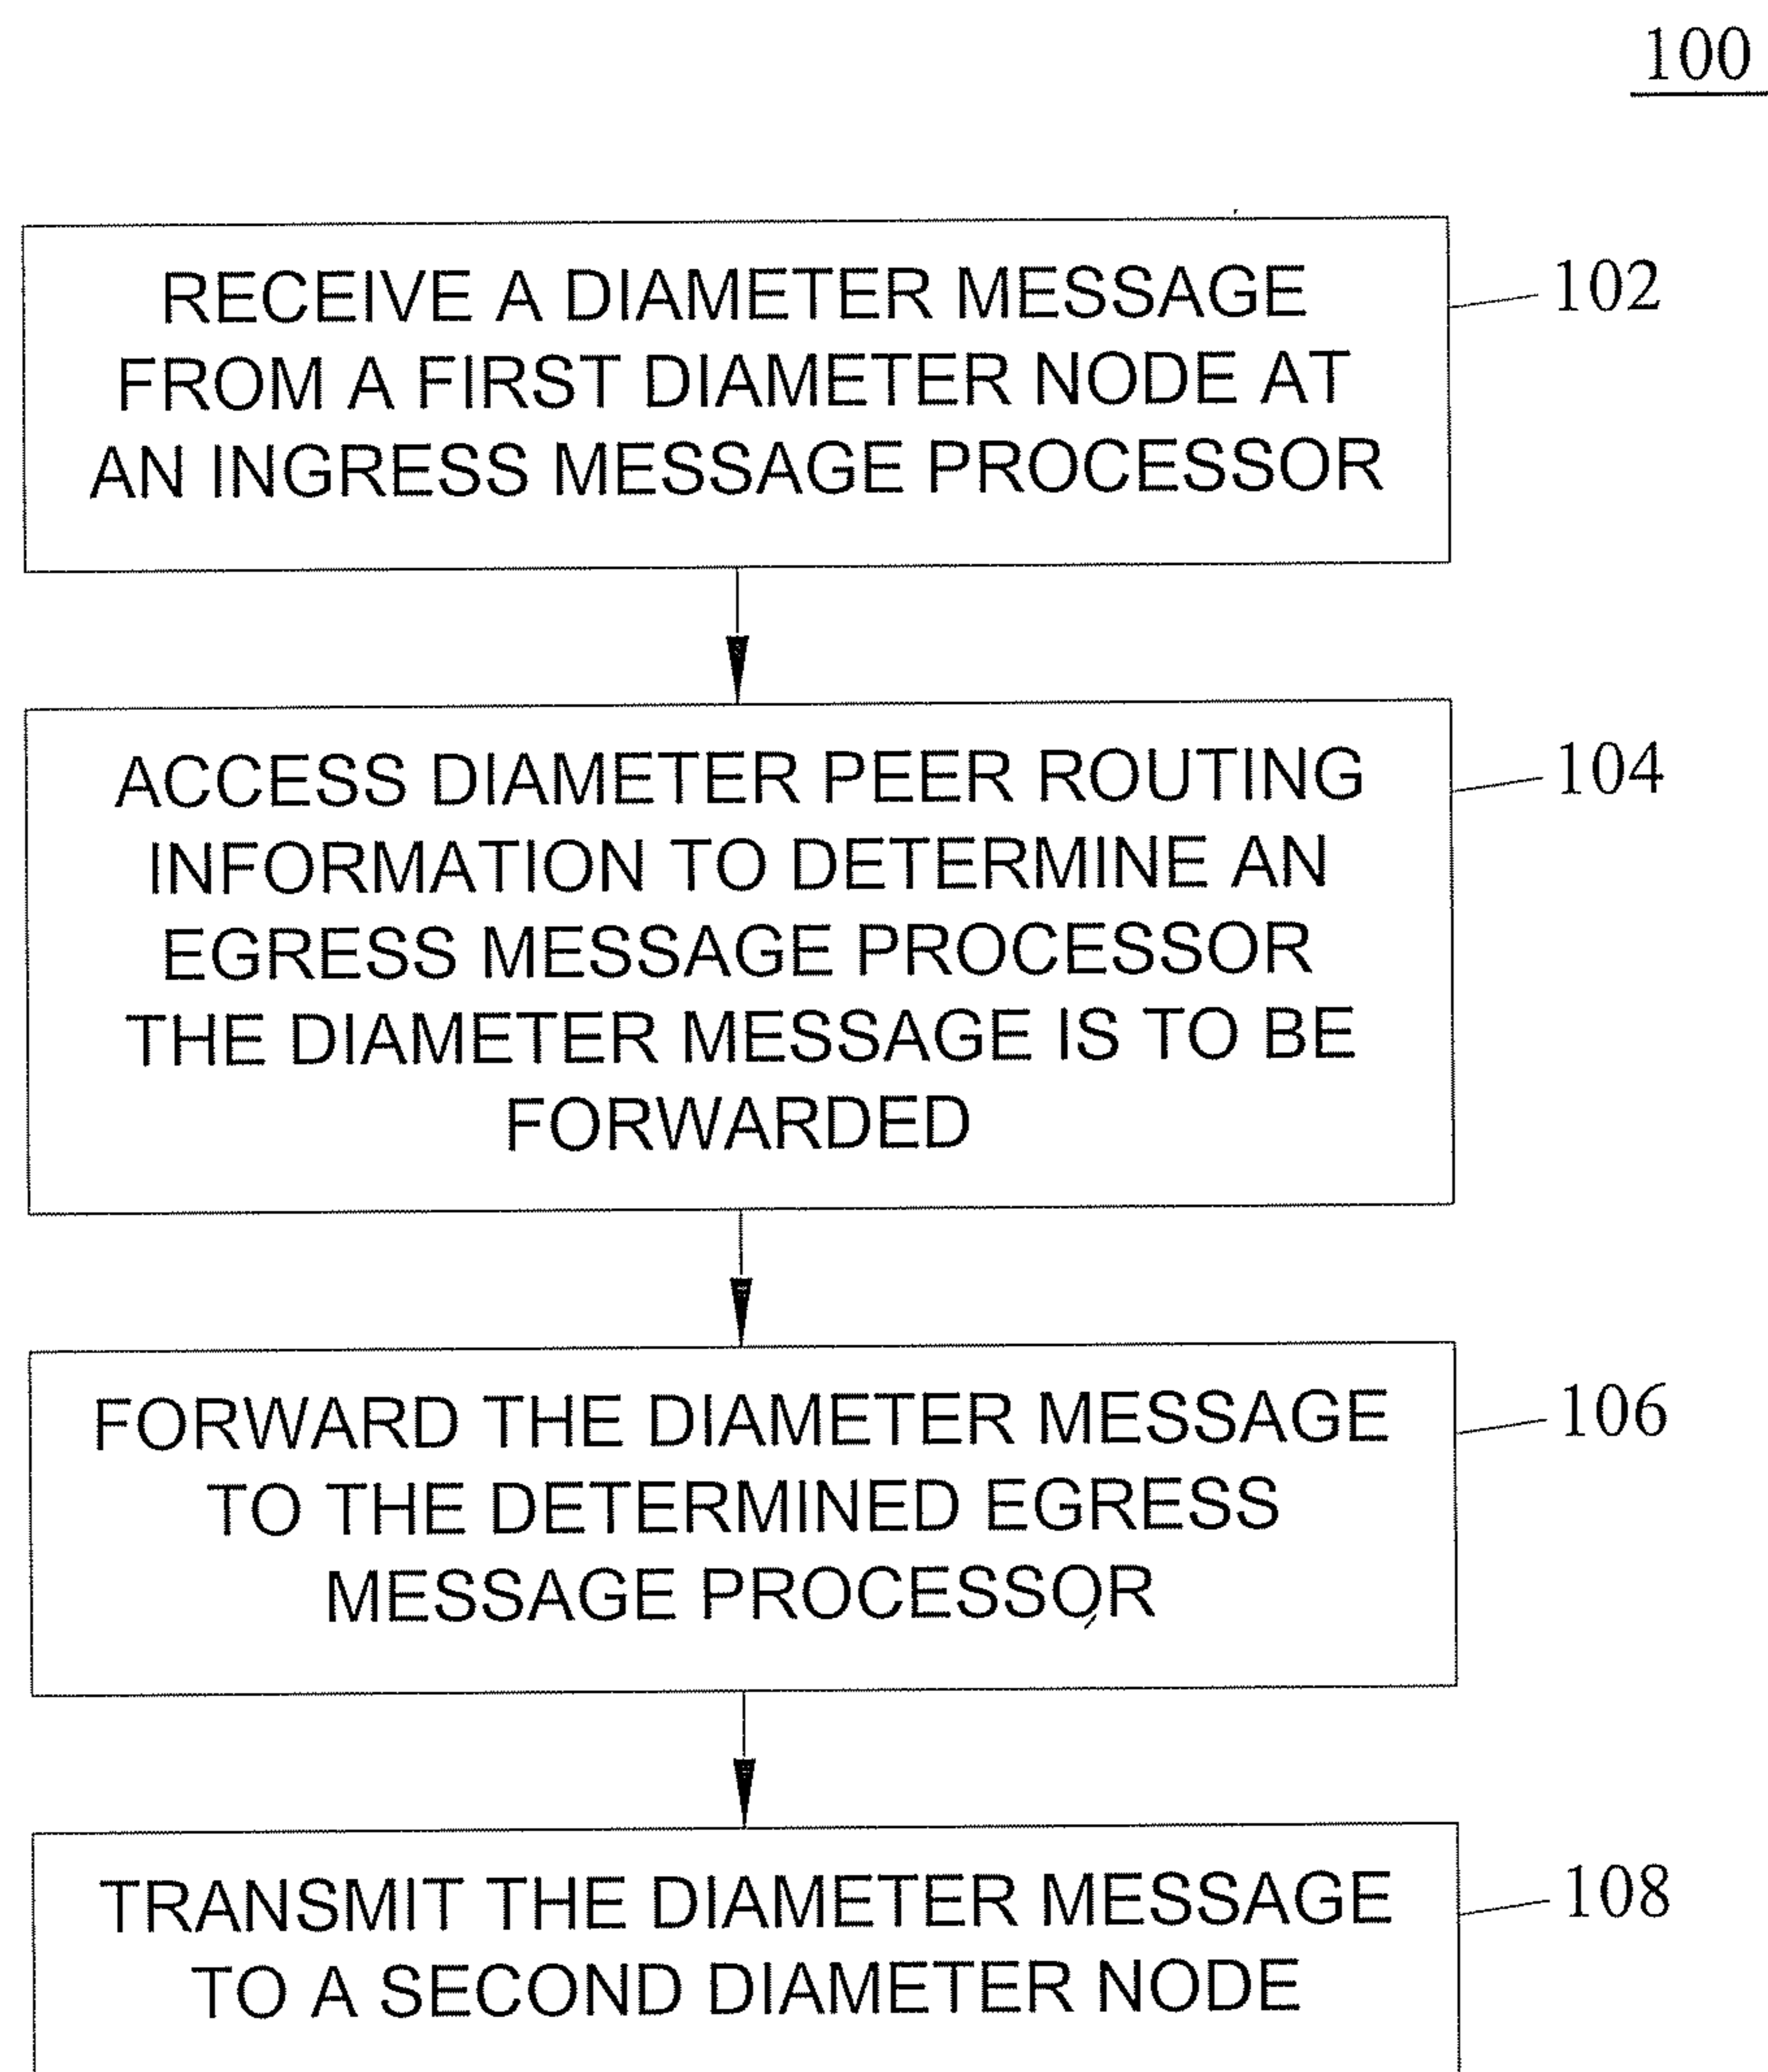 100
RECEIVE A DIAMETER MESSAGE
FROM A FIRST DIAMETER NODE AT
AN INGRESS MESSAGE PROCESSOR
102
ACCESS DIAMETER PEER ROUTING
INFORMATION TO DETERMINE AN
EGRESS MESSAGE PROCESSOR
THE DIAMETER MESSAGE IS TO BE
FORWARDED
104
FORWARD THE DIAMETER MESSAGE
TO THE DETERMINED EGRESS
MESSAGE PROCESSOR
106
TRANSMIT THE DIAMETER MESSAGE
TO A SECOND DIAMETER NODE
108